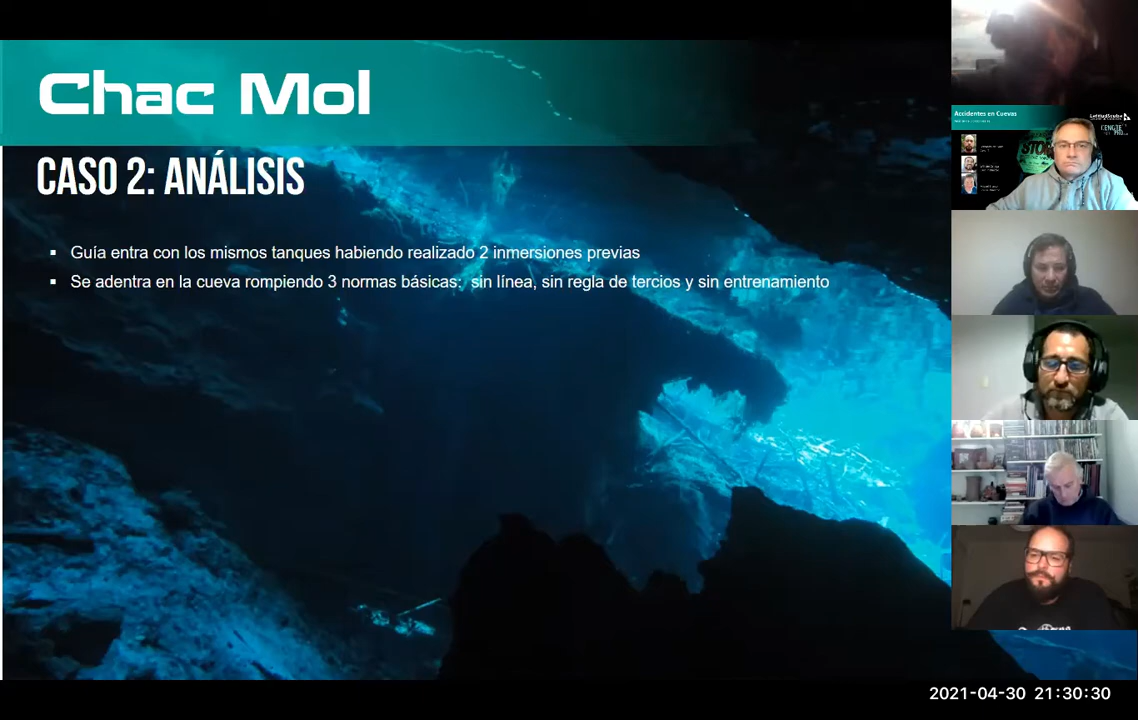 Chac Mol
CASO 2: ANÁLISIS
▪ Guía entra con los mismos tanques habiendo realizado 2 inmersiones previas
▪ Se adentra en la cueva rompiendo 3 normas básicas: sin línea, sin regla de tercios y sin entrenamiento
Accidentes en Cuevas
STOP
2021-04-30 21:30:30